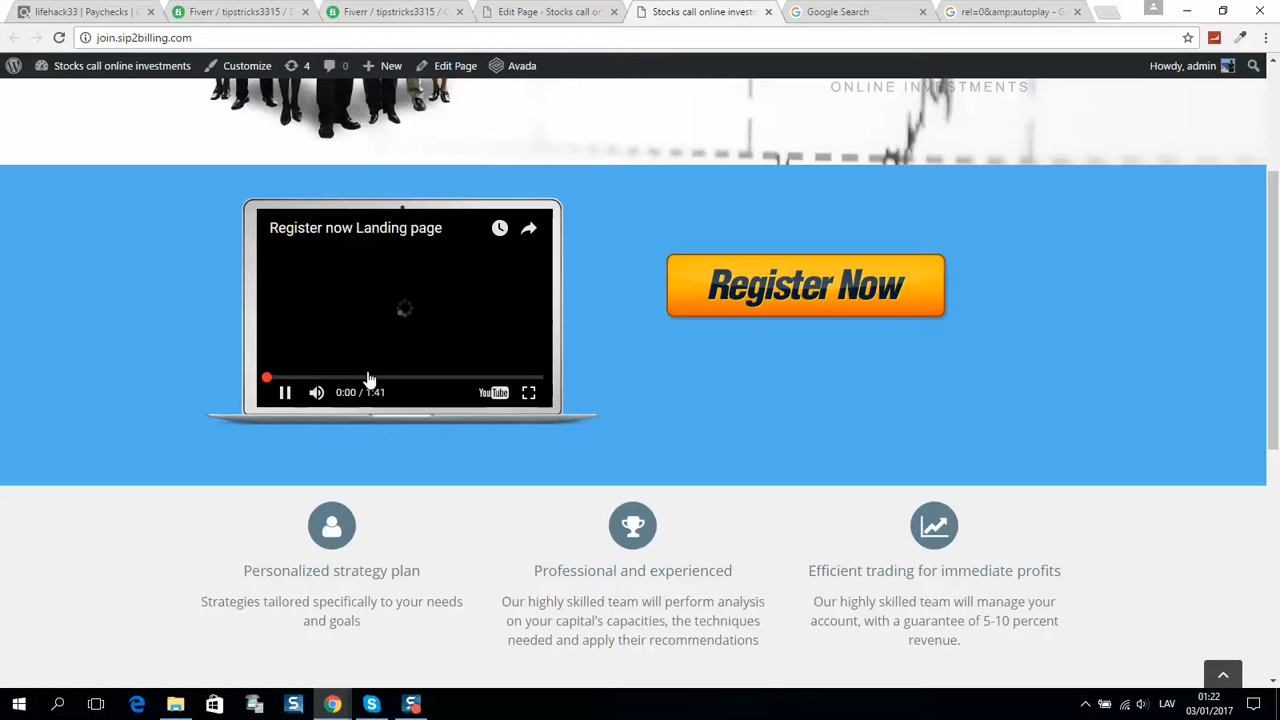 lifehack33 | Paychecks |
Fiverr / tipstricks3315 /
Fiverr / tipstricks3315 /
Edit Page ‹ Stocks call on
Stocks call online invest
Google Search
rel=0&amp;autoplay - G
join.sip2billing.com
Stocks call online investments
Customize
4
0
New
Edit Page
Avada
Howdy, admin
ONLINE INVESTMENTS
Register now Landing page
Register Now
0:00 / 1:41
YouTube
Personalized strategy plan
Strategies tailored specifically to your needs
and goals
Professional and experienced
Our highly skilled team will perform analysis
on your capital’s capacities, the techniques
needed and apply their recommendations
Efficient trading for immediate profits
Our highly skilled team will manage your
account, with a guarantee of 5-10 percent
revenue.
LAV
01:22
03/01/2017